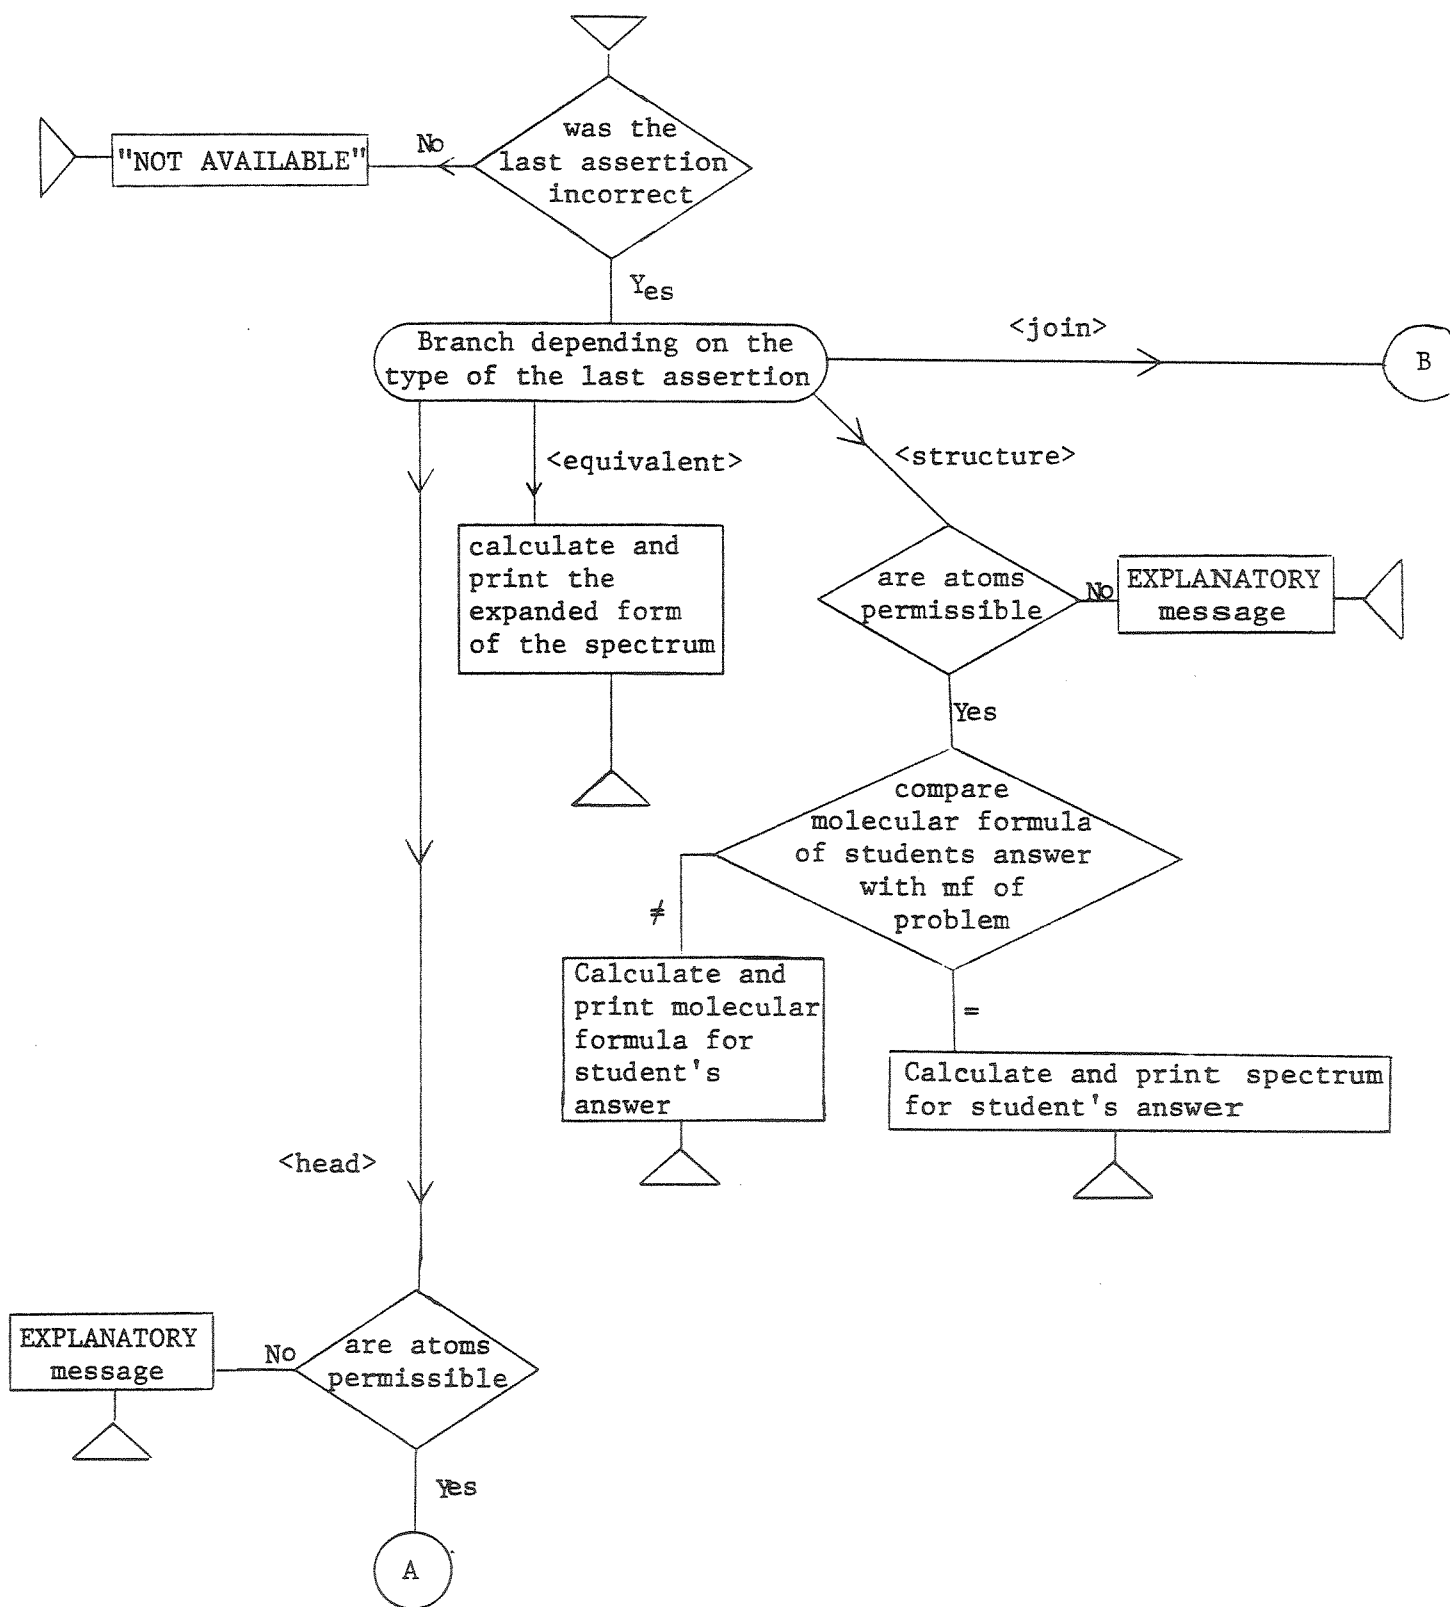 was the
last assertion
incorrect
No
"NOT AVAILABLE"
Yes
Branch depending on the
type of the last assertion
<join>
B
<equivalent>
<structure>
calculate and
print the
expanded form
of the spectrum
are atoms
permissible
No
EXPLANATORY
message
Yes
compare
molecular formula
of students answer
with mf of
problem
≠
Calculate and
print molecular
formula for
student's
answer
=
Calculate and print spectrum
for student's answer
<head>
are atoms
permissible
No
EXPLANATORY
message
Yes
A